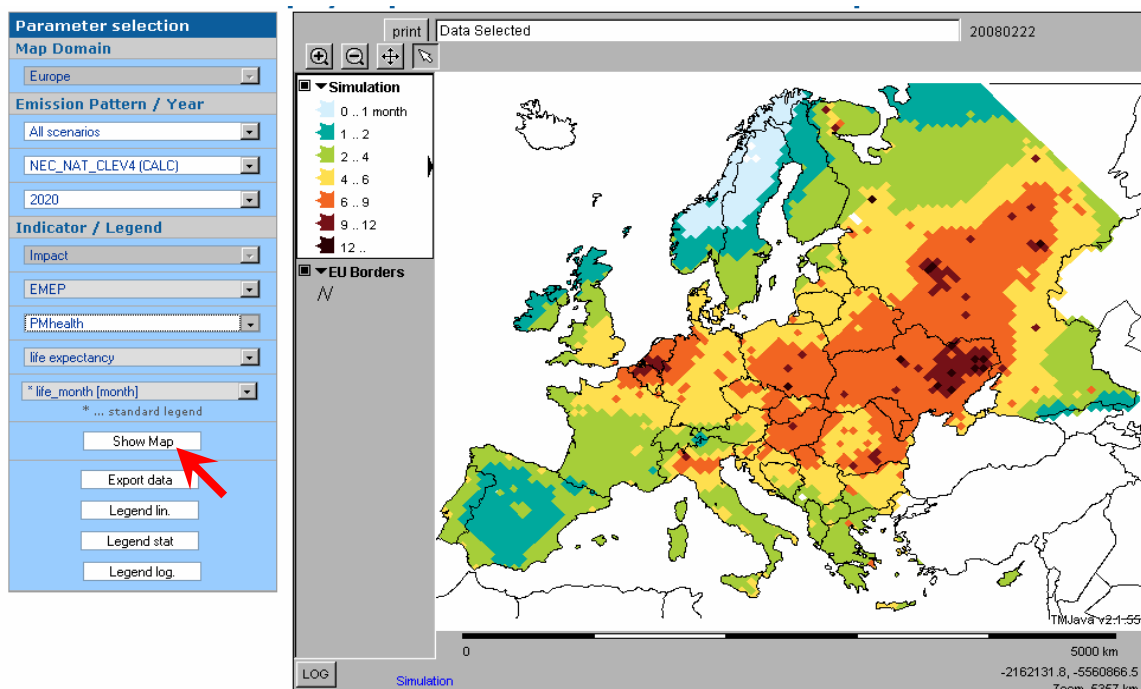 Parameter selection
Map Domain
Europe
Emission Pattern / Year
All scenarios
NEC_NAT_CLEV4 (CALC)
2020
Indicator / Legend
Impact
EMEP
PMhealth
life expectancy
* life_month [month]
* ... standard legend
Show Map
Export data
Legend lin.
Legend stat
Legend log.
print
Data Selected
20080222
Simulation
0 .. 1 month
1 .. 2
2 .. 4
4 .. 6
6 .. 9
9 .. 12
12 ..
EU Borders
TMJava v2.1.55
0
5000 km
LOG
Simulation
-2162131.8, -5560866.5
Zoom 5357 km